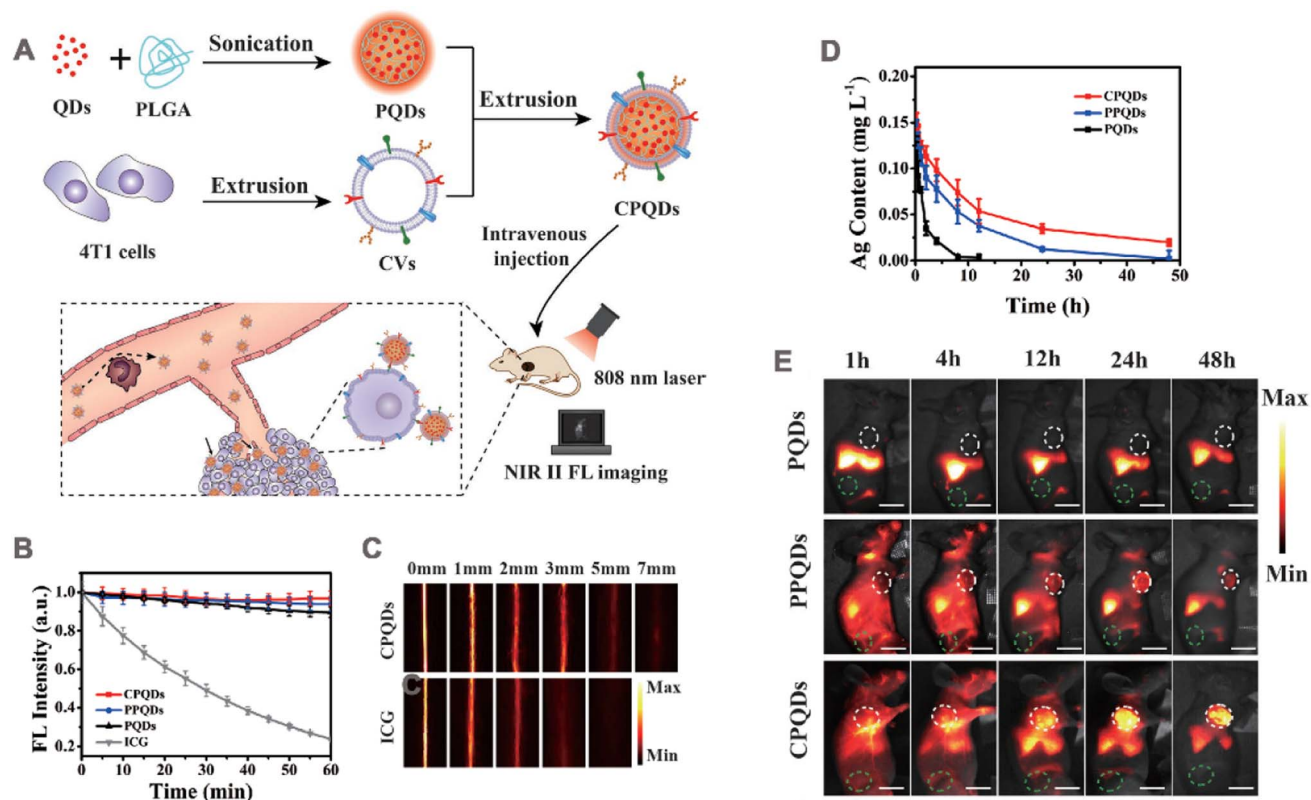 A
QDs
+
PLGA
Sonication
PQDs
4T1 cells
Extrusion
CVs
Extrusion
CPQDs
Intravenous
injection
808 nm laser
NIR II FL imaging
B
FL Intensity (a.u.)
1.0
0.8
0.6
0.4
0.2
CPQDs
PPQDs
PQDs
ICG
0 10 20 30 40 50 60
Time (min)
C
0mm 1mm 2mm 3mm 5mm 7mm
CPQDs
C
ICG
Max
Min
D
Ag Content (mg L⁻¹)
0.20
0.15
0.10
0.05
0.00
CPQDs
PPQDs
PQDs
0 10 20 30 40 50
Time (h)
E
1h 4h 12h 24h 48h
PQDs
PPQDs
CPQDs
Max
Min